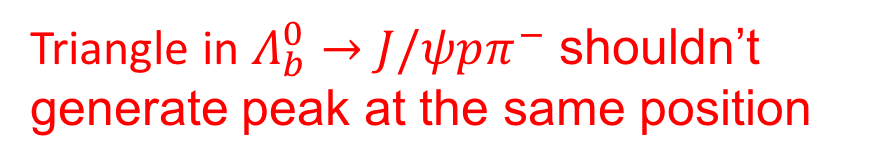 Triangle in Λ_b^0 → J/ψpπ⁻ shouldn’t
generate peak at the same position